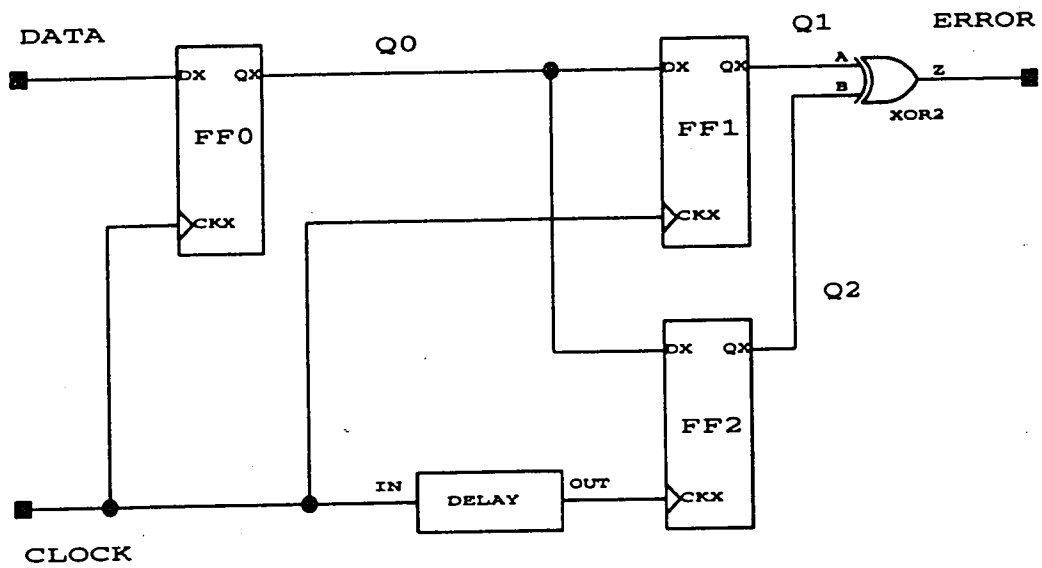 DATA
Q0
Q1
ERROR
DX QX
FF0
CKX
DX QX
FF1
CKX
A
B
Z
XOR2
Q2
DX QX
FF2
CKX
IN
DELAY
OUT
CLOCK